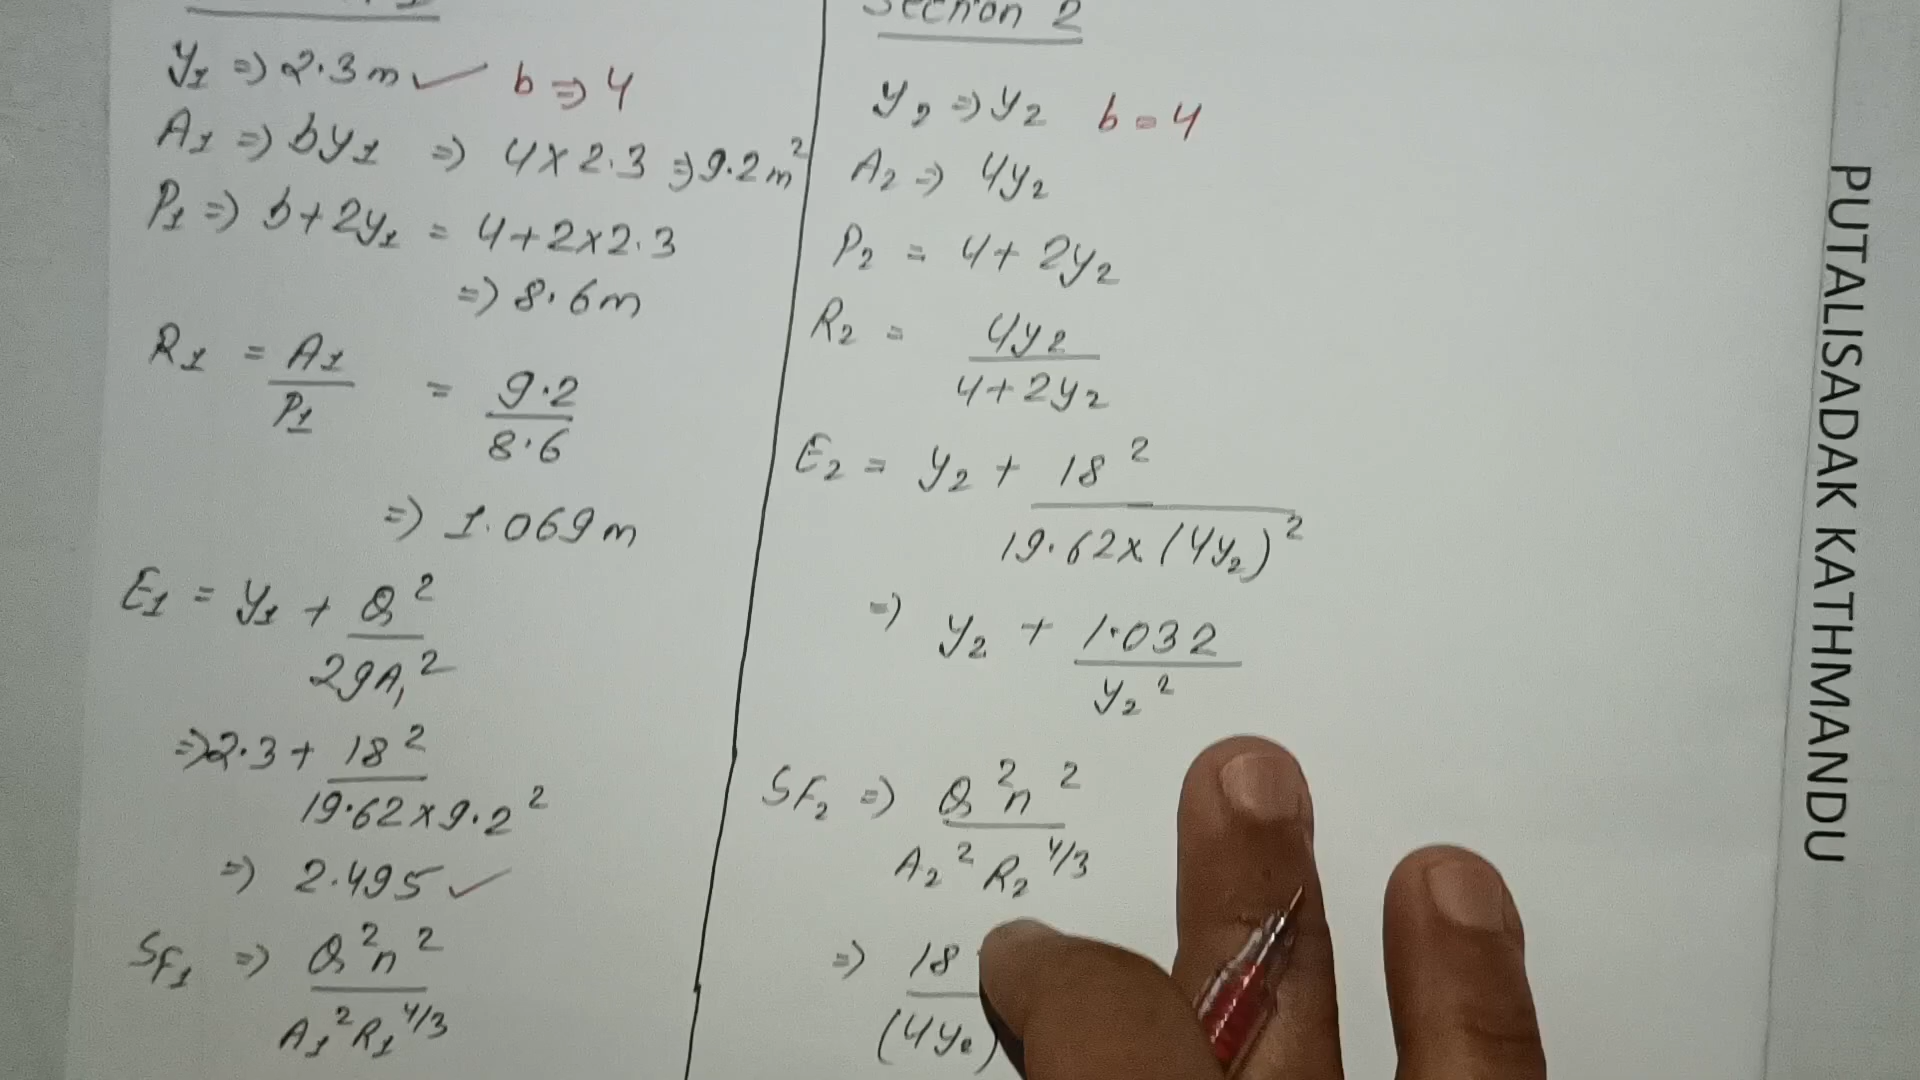 y1 ⇒ 2.3m ✓ b ⇒ 4
A1 ⇒ by1 ⇒ 4×2.3 ⇒ 9.2m²
P1 ⇒ b+2y1 = 4+2×2.3
⇒ 8.6m
R1 = A1/P1 = 9.2/8.6
⇒ 1.069m
E1 = y1 + Q²/2gA1²
⇒ 2.3 + 18²/19.62×9.2²
⇒ 2.495 ✓
SF1 ⇒ Q²n²/A1²R1^4/3
Section 2
y2 ⇒ y2 b=4
A2 ⇒ 4y2
P2 = 4+2y2
R2 = 4y2/4+2y2
E2 = y2 + 18²/19.62×(4y2)²
⇒ y2 + 1.032/y2²
SF2 ⇒ Q²n²/A2²R2^4/3
⇒ 18/(4y2)
PUTALISADAK KATHMANDU